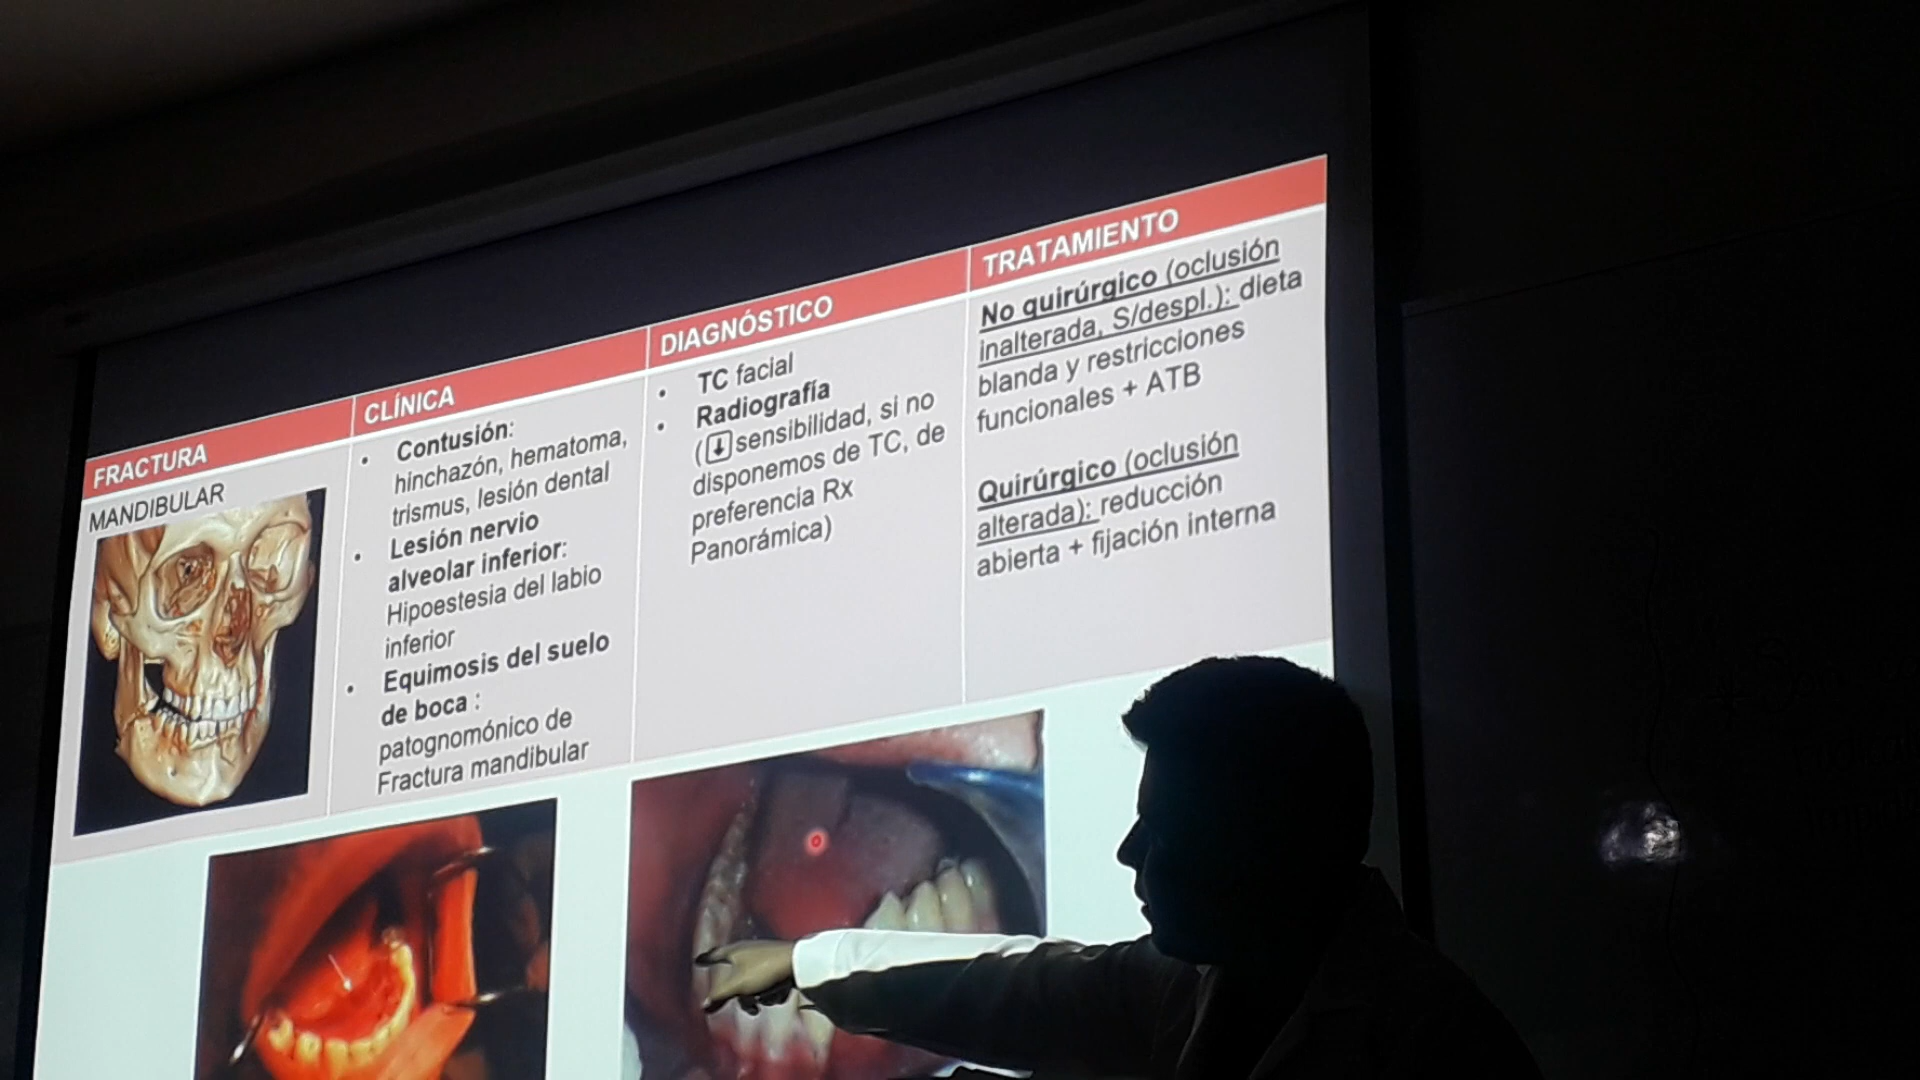 FRACTURA
CLÍNICA
DIAGNÓSTICO
TRATAMIENTO
MANDIBULAR
• Contusión:
hinchazón, hematoma,
trismus, lesión dental
• Lesión nervio
alveolar inferior:
Hipoestesia del labio
inferior
• Equimosis del suelo
de boca :
patognomónico de
Fractura mandibular
• TC facial
• Radiografía
(↓sensibilidad, si no
disponemos de TC, de
preferencia Rx
Panorámica)
No quirúrgico (oclusión
inalterada, S/despl.): dieta
blanda y restricciones
funcionales + ATB
Quirúrgico (oclusión
alterada): reducción
abierta + fijación interna